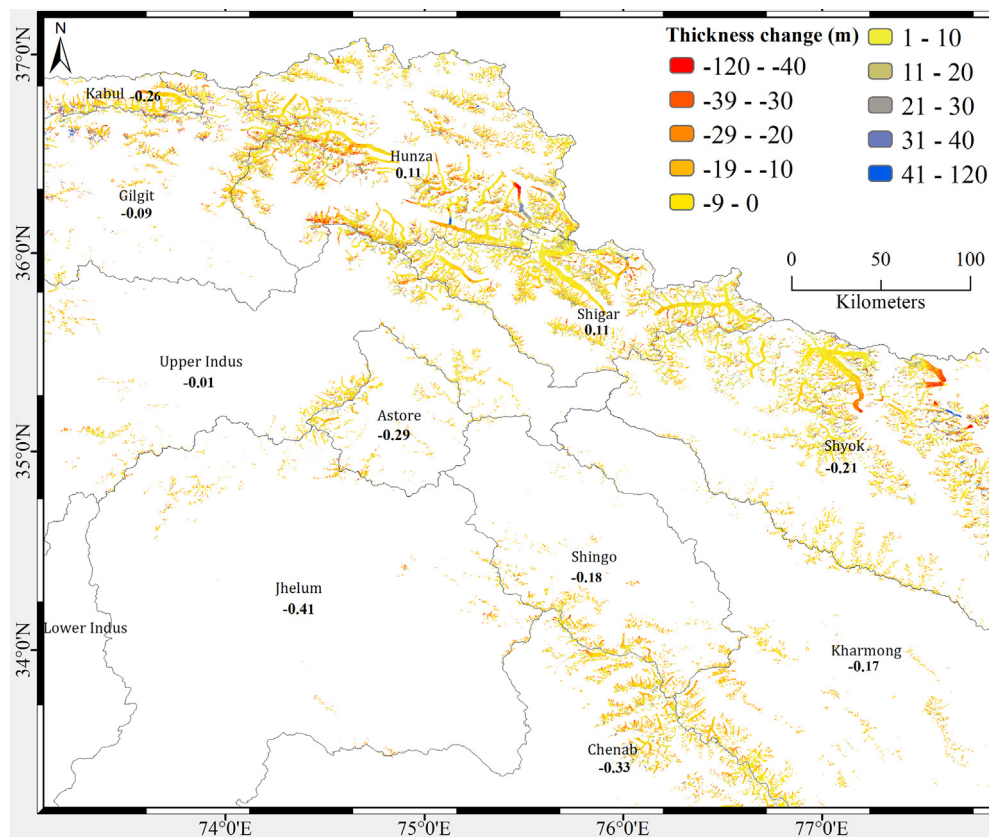 N
Thickness change (m)
-120 - -40
-39 - -30
-29 - -20
-19 - -10
-9 - 0
1 - 10
11 - 20
21 - 30
31 - 40
41 - 120
0 50 100
Kilometers
37°0'N
36°0'N
35°0'N
34°0'N
Kabul -0.26
Hunza
0.11
Gilgit
-0.09
Shigar
0.11
Upper Indus
-0.01
Astore
-0.29
Shyok
-0.21
Shingo
-0.18
Jhelum
-0.41
Lower Indus
Kharmong
-0.17
Chenab
-0.33
74°0'E 75°0'E 76°0'E 77°0'E